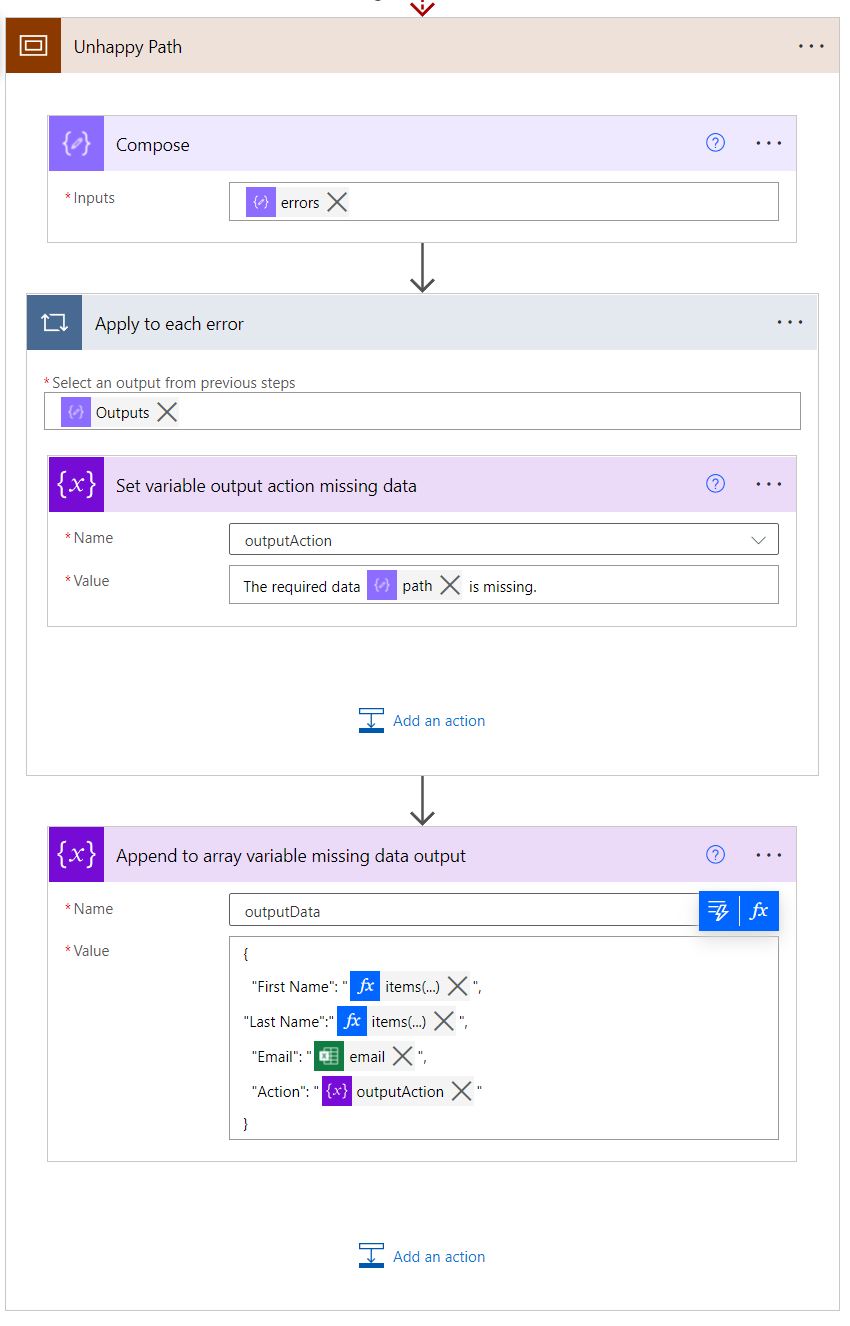 Unhappy Path
Compose
* Inputs
errors
Apply to each error
* Select an output from previous steps
Outputs
{x} Set variable output action missing data
* Name
outputAction
* Value
The required data path is missing.
Add an action
{x} Append to array variable missing data output
* Name
outputData
fx
* Value
{
"First Name": " fx items(...) ",
"Last Name":" fx items(...) ",
"Email": " email ",
"Action": " {x} outputAction "
}
Add an action